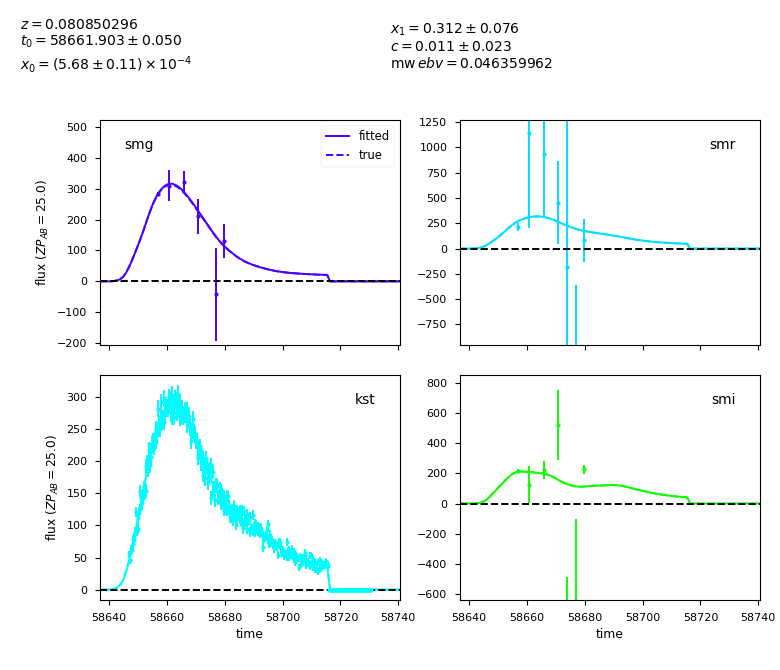 z = 0.080850296
t₀ = 58661.903 ± 0.050
x₀ = (5.68 ± 0.11) × 10⁻⁴
x₁ = 0.312 ± 0.076
c = 0.011 ± 0.023
mw ebv = 0.046359962
smg
fitted
true
500
400
300
200
100
0
−100
−200
flux (ZP_AB = 25.0)
smr
1250
1000
750
500
250
0
−250
−500
−750
kst
300
250
200
150
100
50
0
flux (ZP_AB = 25.0)
58640 58660 58680 58700 58720 58740
time
smi
800
600
400
200
0
−200
−400
−600
58640 58660 58680 58700 58720 58740
time